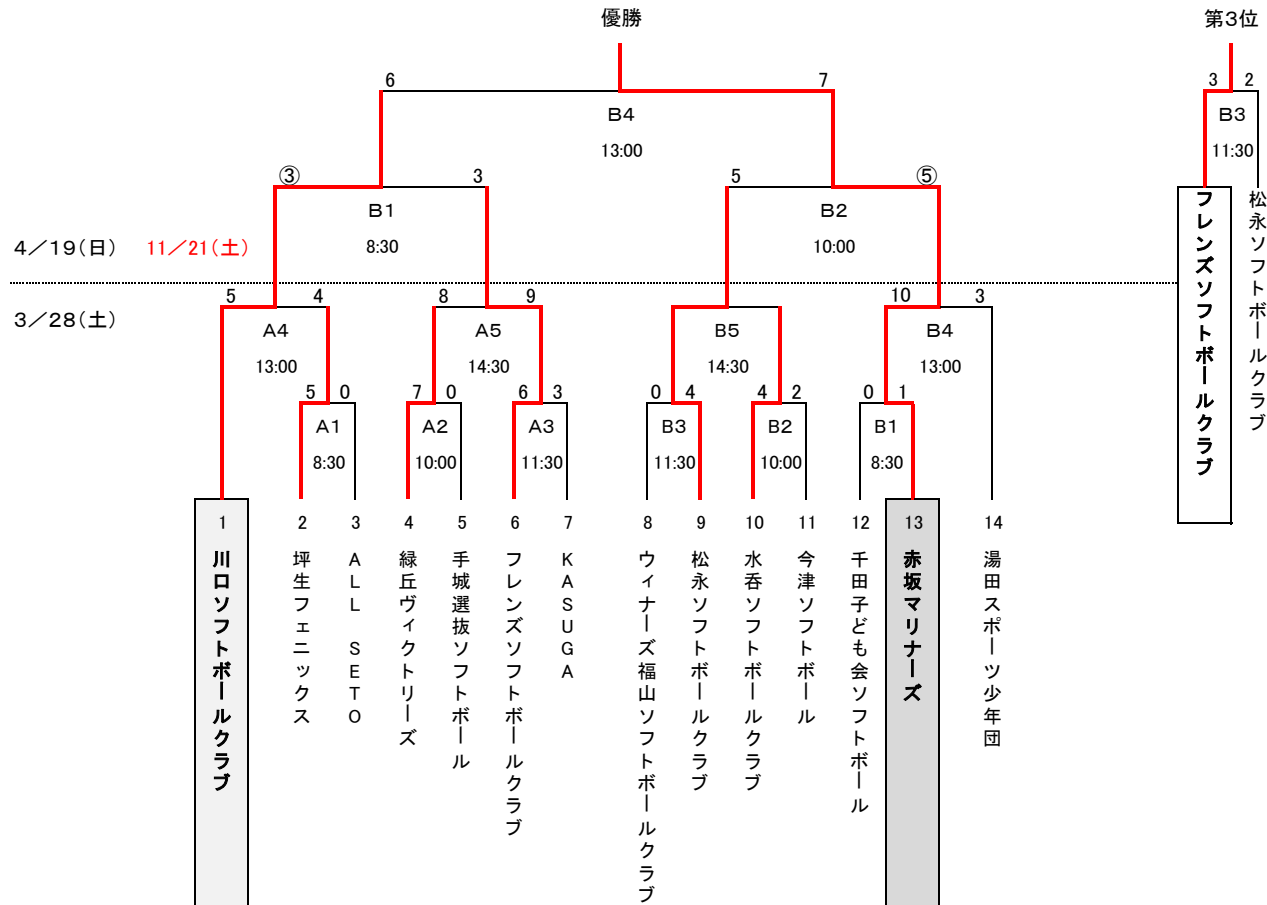 優勝
第3位
6
7
3
2
B4
B3
13:00
11:30
③
3
5
⑤
B1
B2
8:30
10:00
4/19(日)
11/21(土)
フレンズソフトボールクラブ
松永ソフトボールクラブ
5
4
8
9
10
3
3/28(土)
A4
A5
B5
B4
13:00
14:30
14:30
13:00
5
0
7
0
6
3
0
4
4
2
0
1
A1
A2
A3
B3
B2
B1
8:30
10:00
11:30
11:30
10:00
8:30
1
川口ソフトボールクラブ
2
坪生フェニックス
3
ALL SETO
4
緑丘ヴィクトリーズ
5
手城選抜ソフトボール
6
フレンズソフトボールクラブ
7
KASUGA
8
ウィナーズ福山ソフトボールクラブ
9
松永ソフトボールクラブ
10
水呑ソフトボールクラブ
11
今津ソフトボール
12
千田子ども会ソフトボール
13
赤坂マリナーズ
14
湯田スポーツ少年団